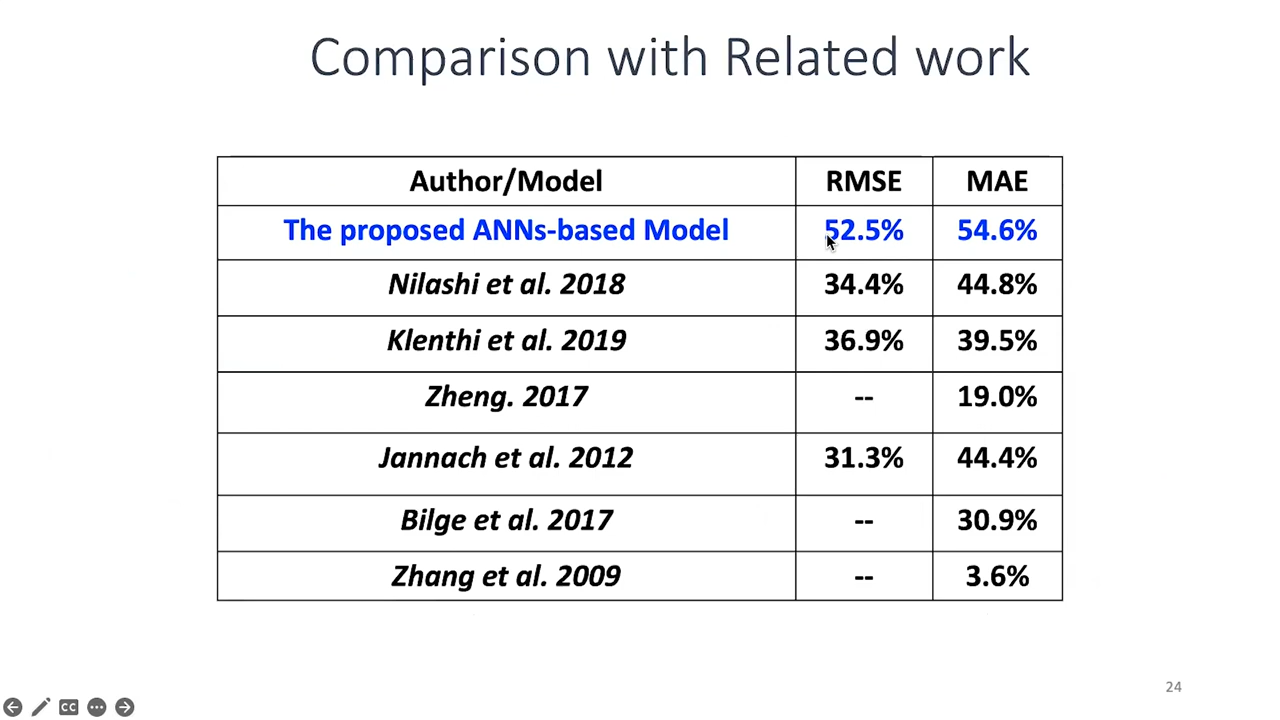 Comparison with Related work
Author/Model RMSE MAE
The proposed ANNs-based Model 52.5% 54.6%
Nilashi et al. 2018 34.4% 44.8%
Klenthi et al. 2019 36.9% 39.5%
Zheng. 2017 -- 19.0%
Jannach et al. 2012 31.3% 44.4%
Bilge et al. 2017 -- 30.9%
Zhang et al. 2009 -- 3.6%
24
CC